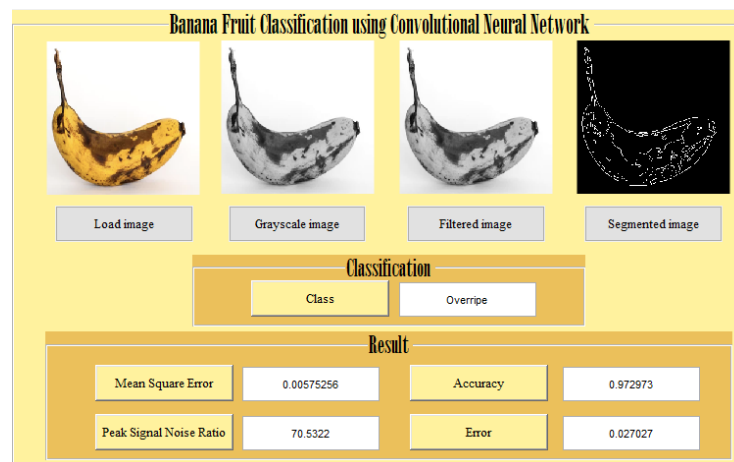 Banana Fruit Classification using Convolutional Neural Network
Load image
Grayscale image
Filtered image
Segmented image
Classification
Class
Overripe
Result
Mean Square Error
0.00575256
Accuracy
0.972973
Peak Signal Noise Ratio
70.5322
Error
0.027027